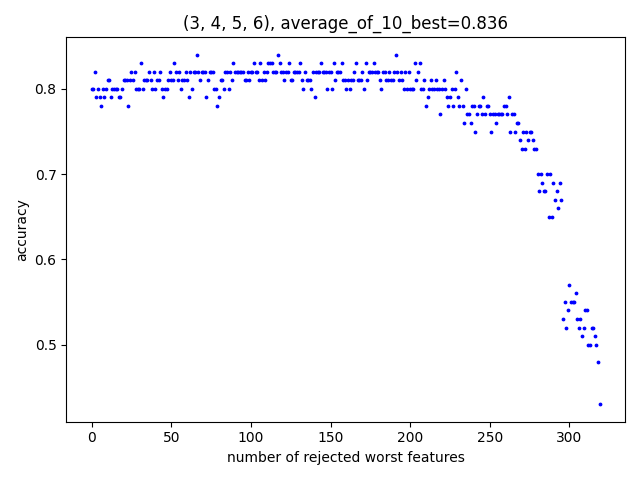 (3, 4, 5, 6), average_of_10_best=0.836
accuracy
0.8
0.7
0.6
0.5
0 50 100 150 200 250 300
number of rejected worst features